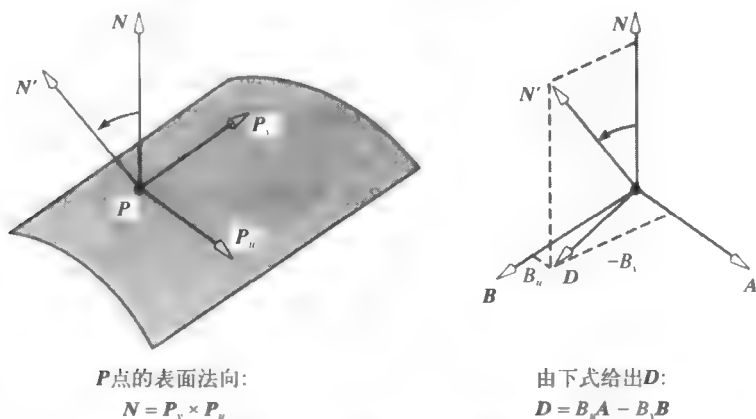 N
N'
Pᵥ
P
Pᵤ
P点的表面法向:
N = Pᵥ × Pᵤ
N
N'
B
Bᵤ
D
−Bᵥ
A
由下式给出D:
D = BᵤA − BᵥB